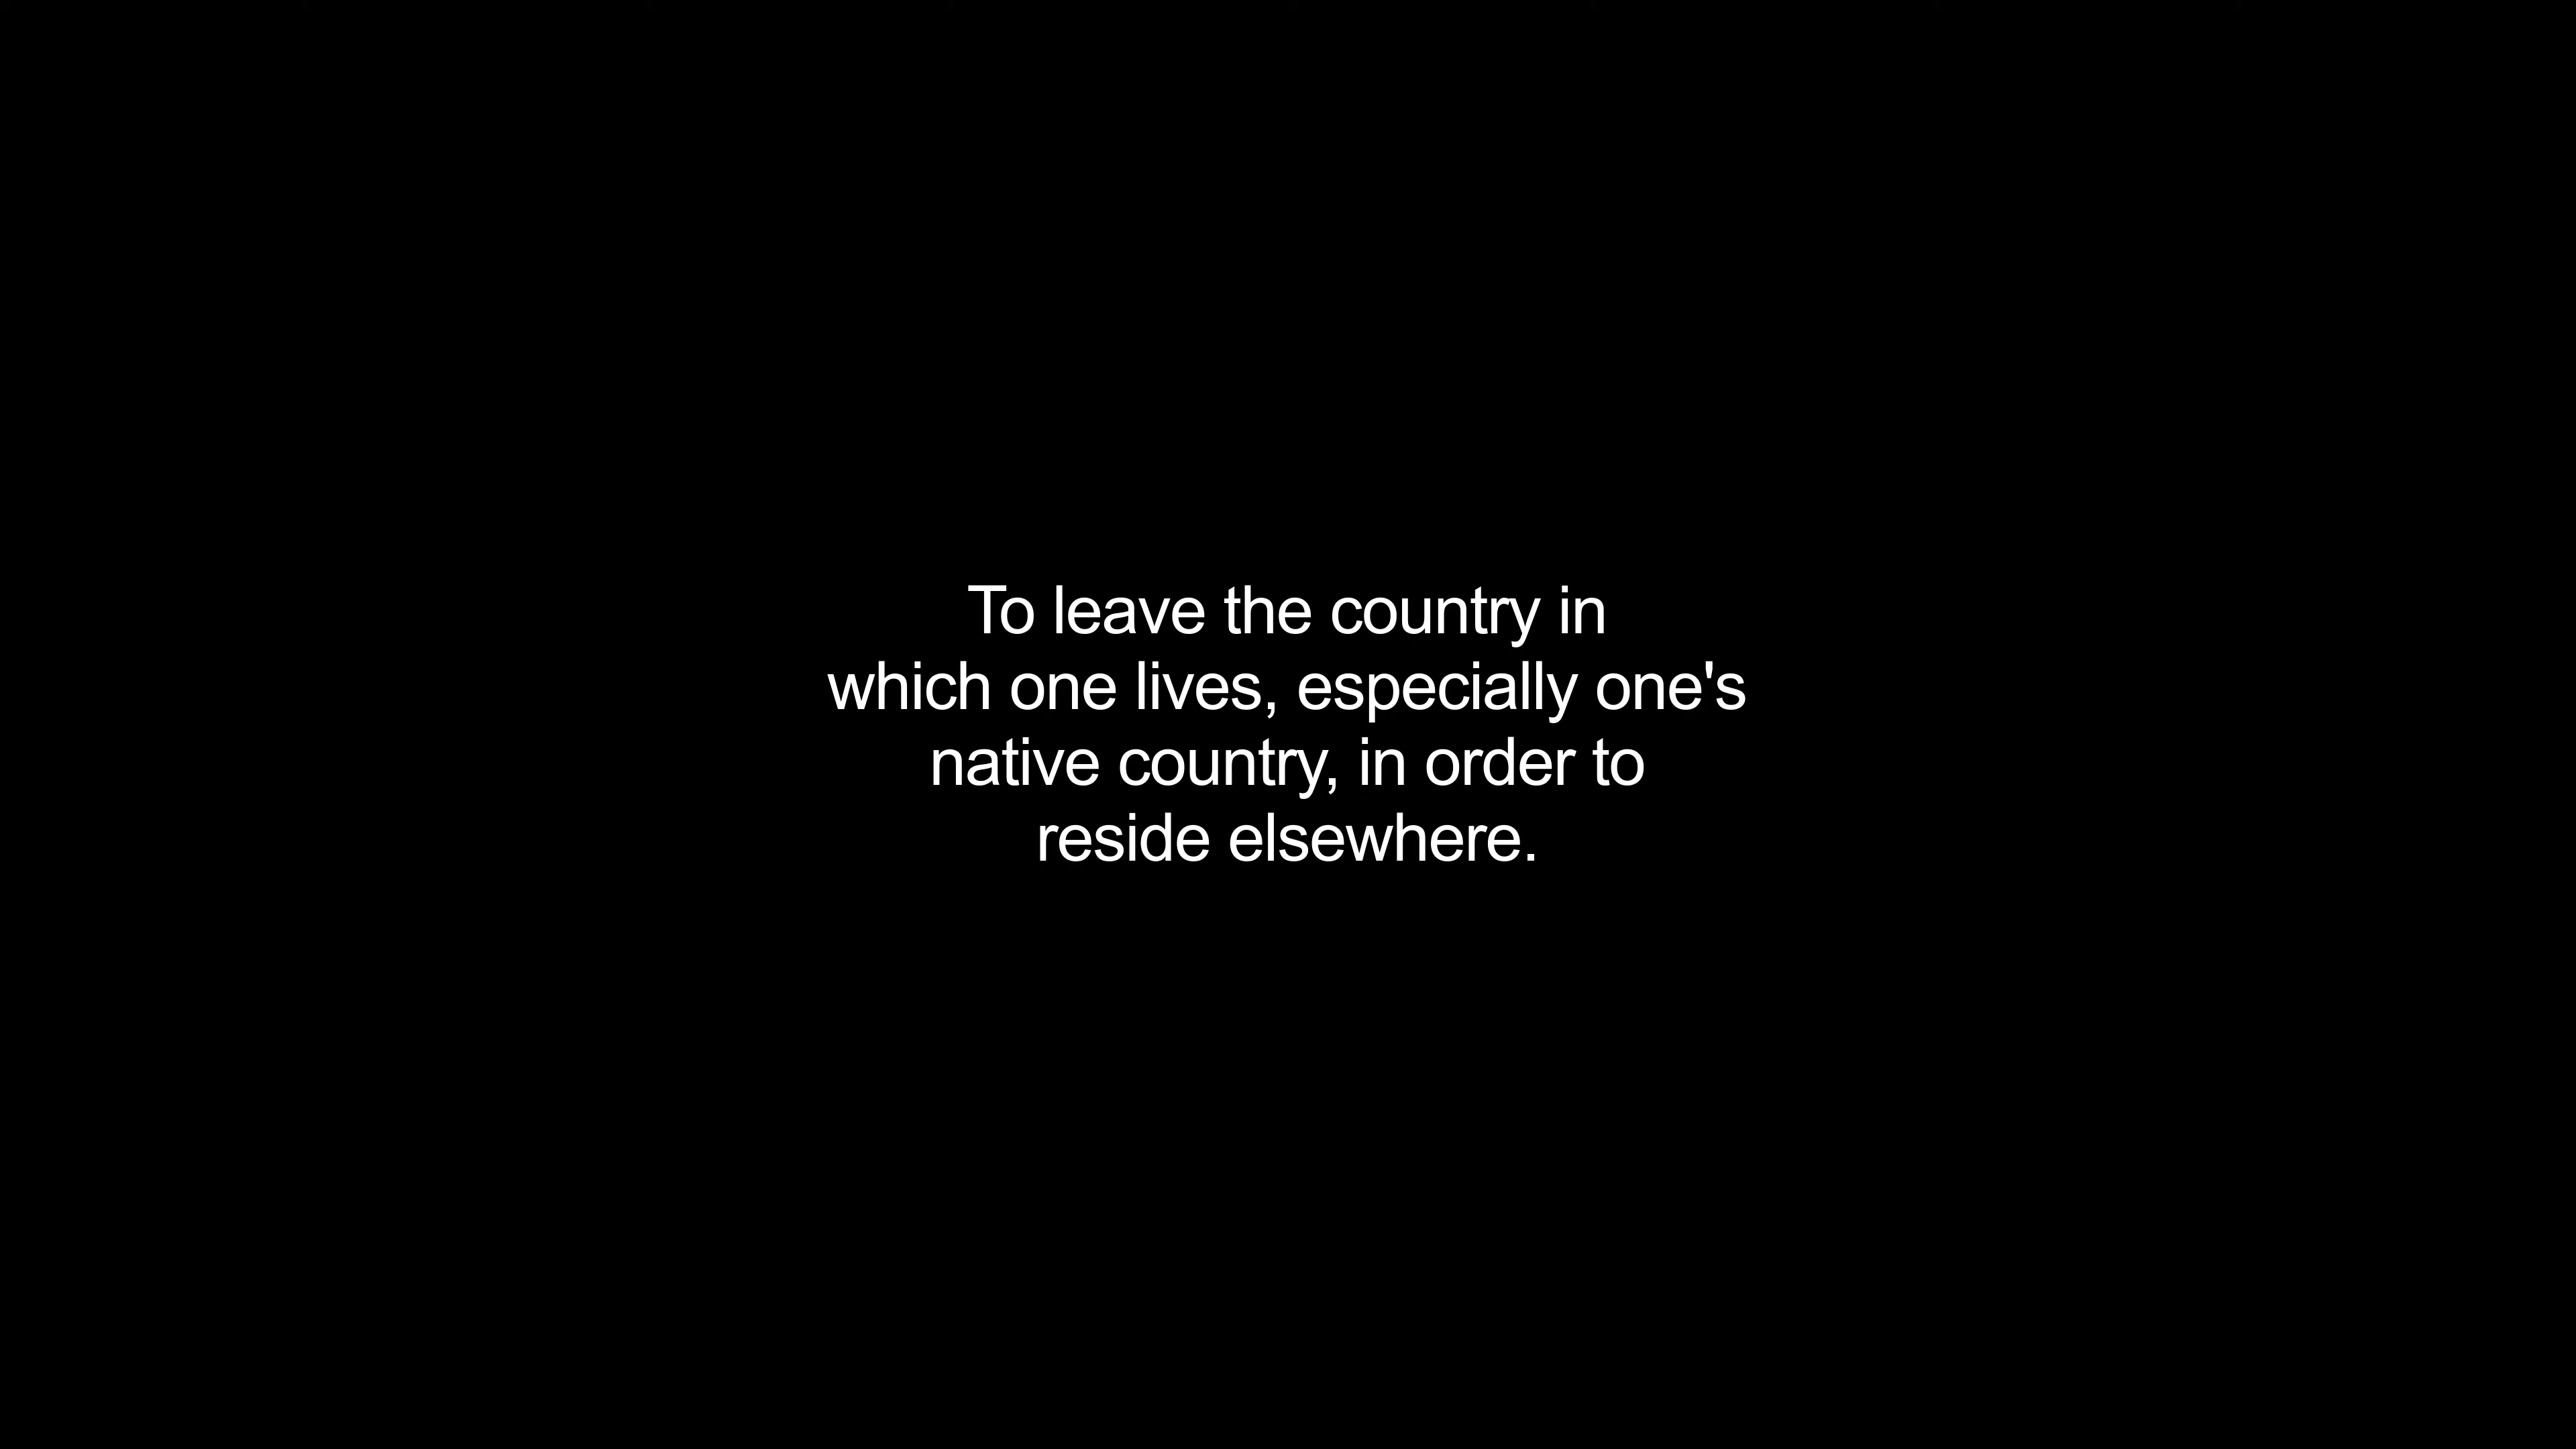 To leave the country in
which one lives, especially one's
native country, in order to
reside elsewhere.